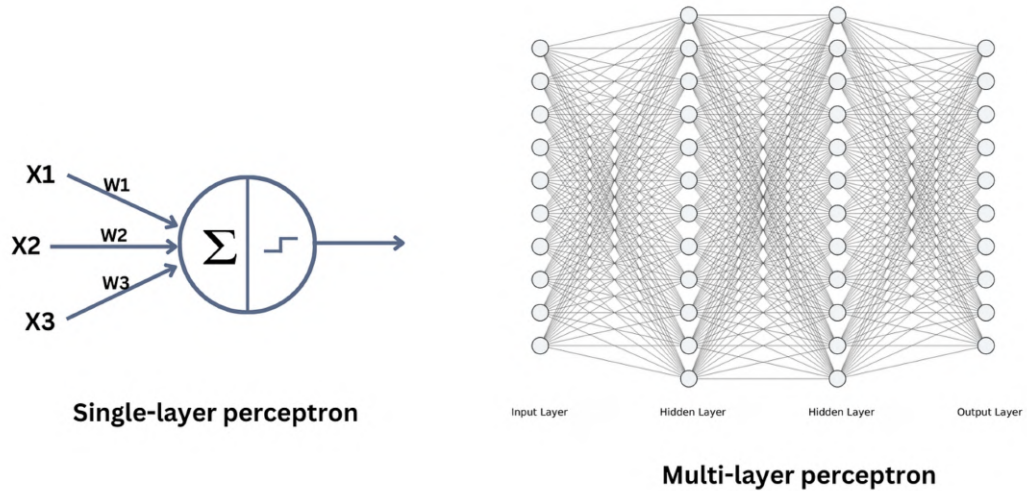 X1
W1
X2
W2
W3
X3
Σ
Single-layer perceptron
Input Layer
Hidden Layer
Hidden Layer
Output Layer
Multi-layer perceptron